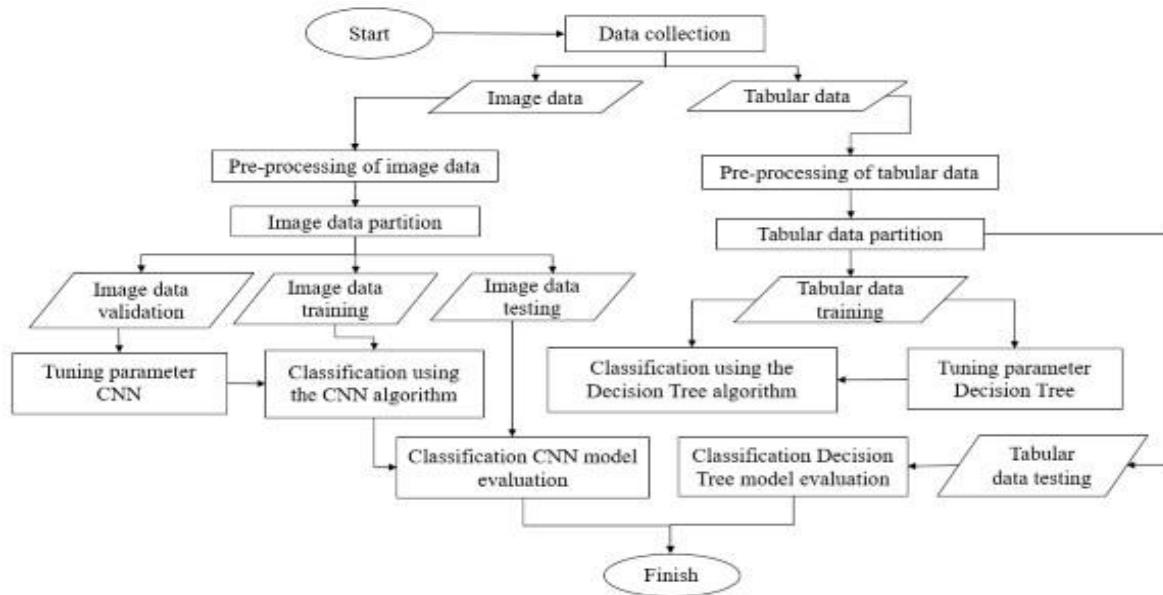 Start
Data collection
Image data
Tabular data
Pre-processing of image data
Pre-processing of tabular data
Image data partition
Tabular data partition
Image data
validation
Image data
training
Image data
testing
Tabular data
training
Tuning parameter
CNN
Classification using
the CNN algorithm
Classification using the
Decision Tree algorithm
Tuning parameter
Decision Tree
Classification CNN model
evaluation
Classification Decision
Tree model evaluation
Tabular
data testing
Finish